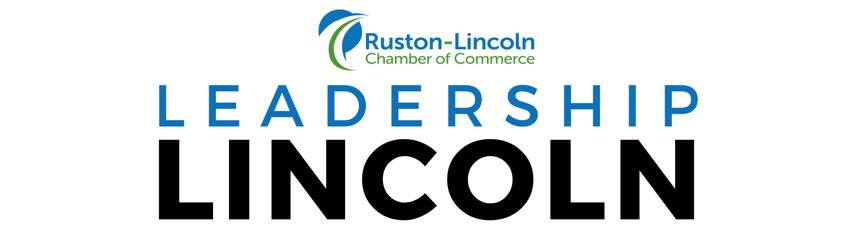 Ruston-Lincoln
Chamber of Commerce
LEADERSHIP
LINCOLN